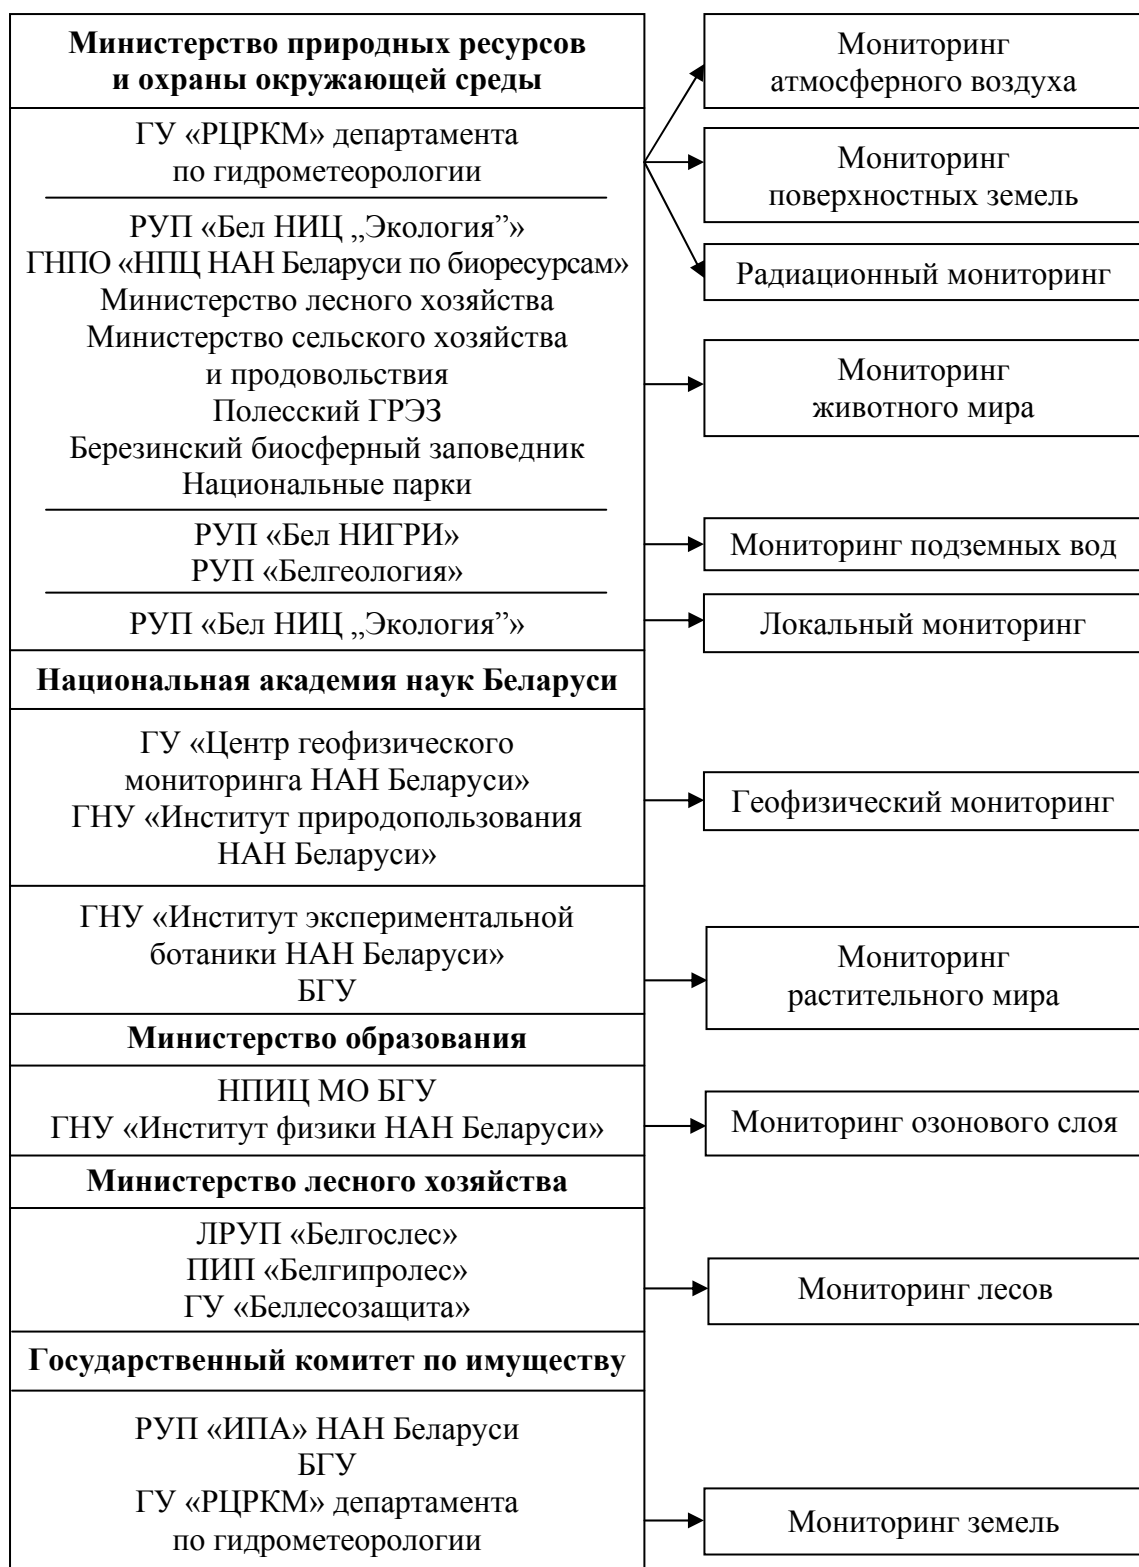 Министерство природных ресурсов
и охраны окружающей среды
ГУ «РЦРКМ» департамента
по гидрометеорологии
РУП «Бел НИЦ „Экология”»
ГНПО «НПЦ НАН Беларуси по биоресурсам»
Министерство лесного хозяйства
Министерство сельского хозяйства
и продовольствия
Полесский ГРЭЗ
Березинский биосферный заповедник
Национальные парки
РУП «Бел НИГРИ»
РУП «Белгеология»
РУП «Бел НИЦ „Экология”»
Национальная академия наук Беларуси
ГУ «Центр геофизического
мониторинга НАН Беларуси»
ГНУ «Институт природопользования
НАН Беларуси»
ГНУ «Институт экспериментальной
ботаники НАН Беларуси»
БГУ
Министерство образования
НПИЦ МО БГУ
ГНУ «Институт физики НАН Беларуси»
Министерство лесного хозяйства
ЛРУП «Белгослес»
ПИП «Белгипролес»
ГУ «Беллесозащита»
Государственный комитет по имуществу
РУП «ИПА» НАН Беларуси
БГУ
ГУ «РЦРКМ» департамента
по гидрометеорологии
Мониторинг
атмосферного воздуха
Мониторинг
поверхностных земель
Радиационный мониторинг
Мониторинг
животного мира
Мониторинг подземных вод
Локальный мониторинг
Геофизический мониторинг
Мониторинг
растительного мира
Мониторинг озонового слоя
Мониторинг лесов
Мониторинг земель